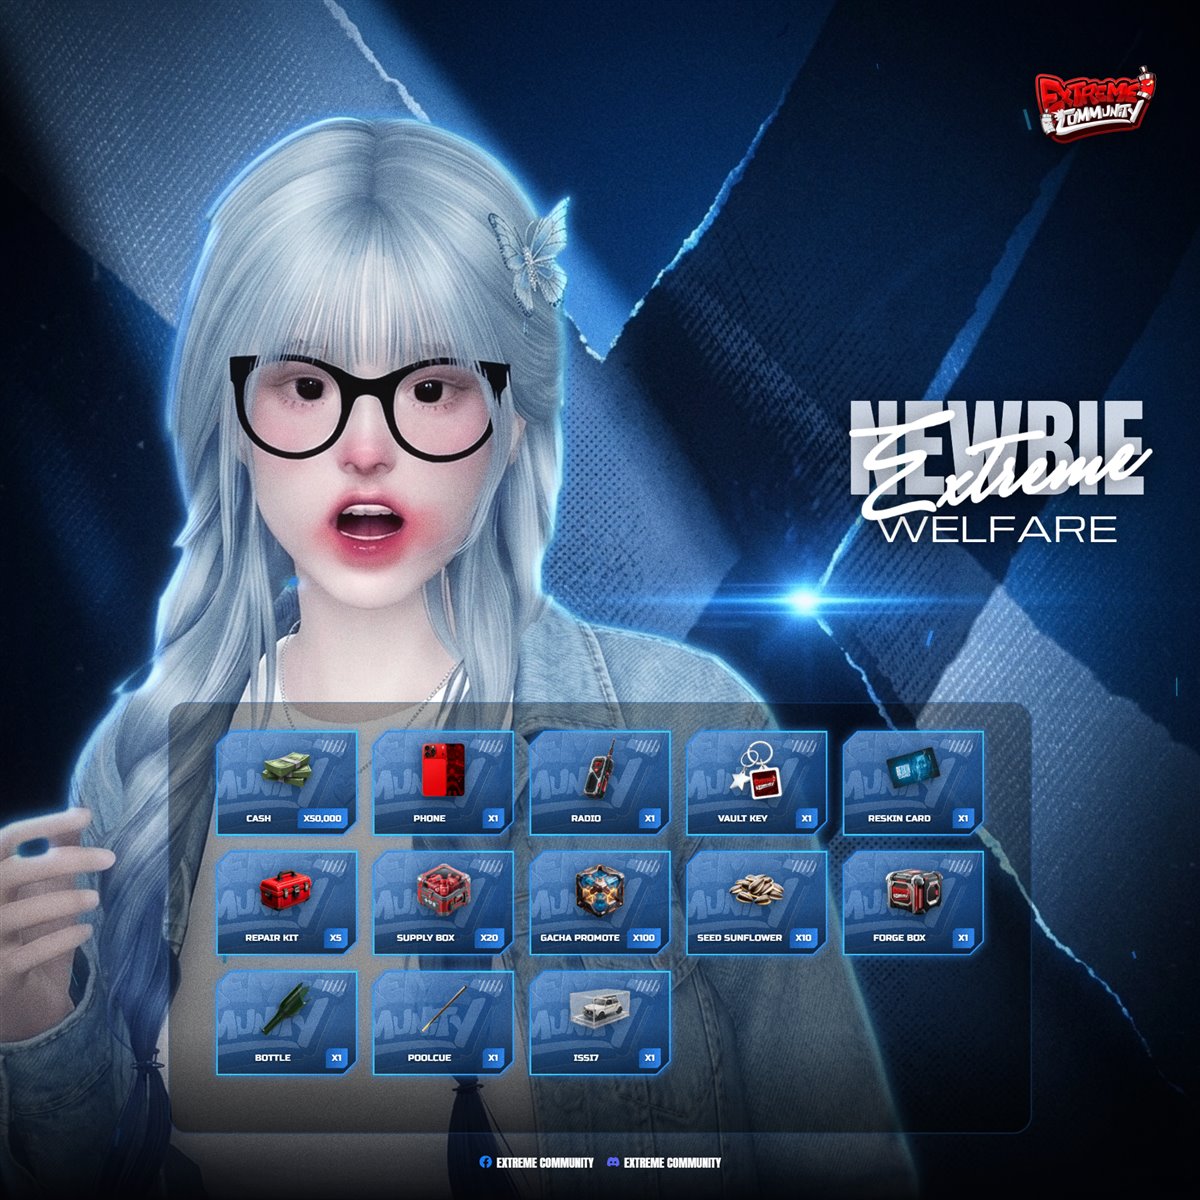 EXTREME
COMMUNITY
NEWBIE
Extreme
WELFARE
CASH X50,000
PHONE X1
RADIO X1
VAULT KEY X1
RESKIN CARD X1
REPAIR KIT X5
SUPPLY BOX X20
GACHA PROMOTE X100
SEED SUNFLOWER X10
FORGE BOX X1
BOTTLE X1
POOLCUE X1
ISSI7 X1
EXTREME COMMUNITY EXTREME COMMUNITY